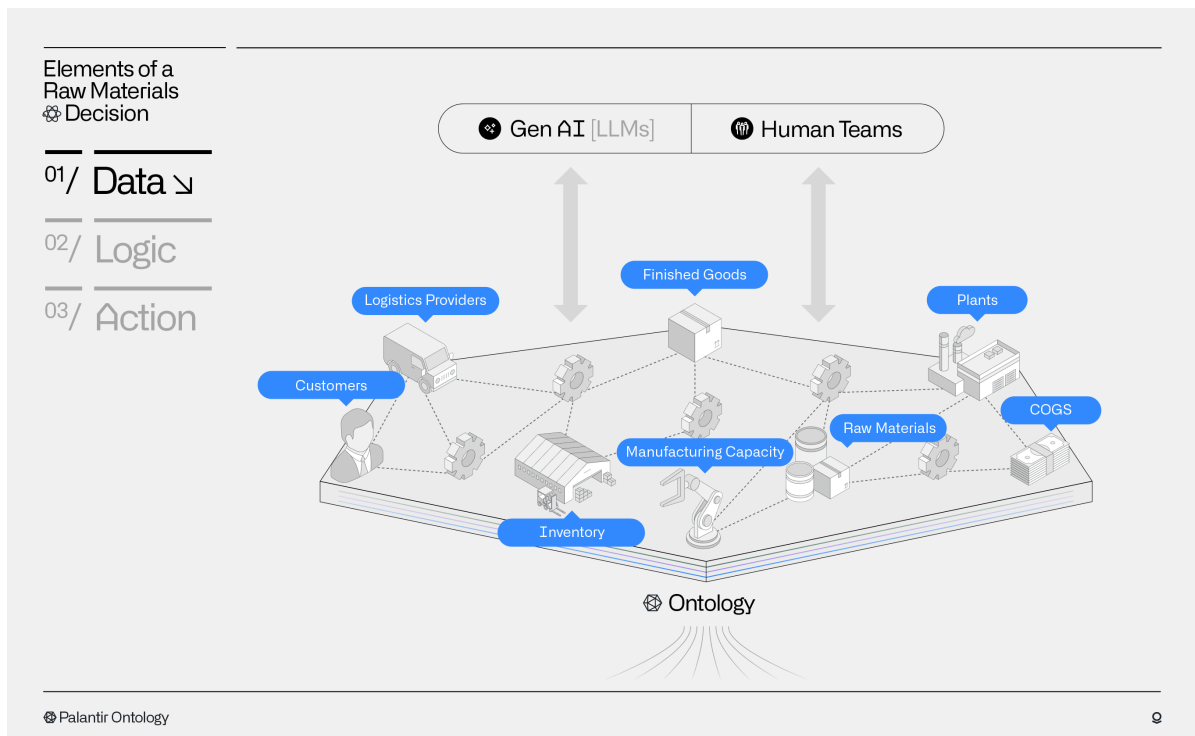 Elements of a
Raw Materials
Decision
01/ Data
02/ Logic
03/ Action
Gen AI [LLMs]
Human Teams
Finished Goods
Logistics Providers
Plants
Customers
COGS
Raw Materials
Manufacturing Capacity
Inventory
Ontology
Palantir Ontology